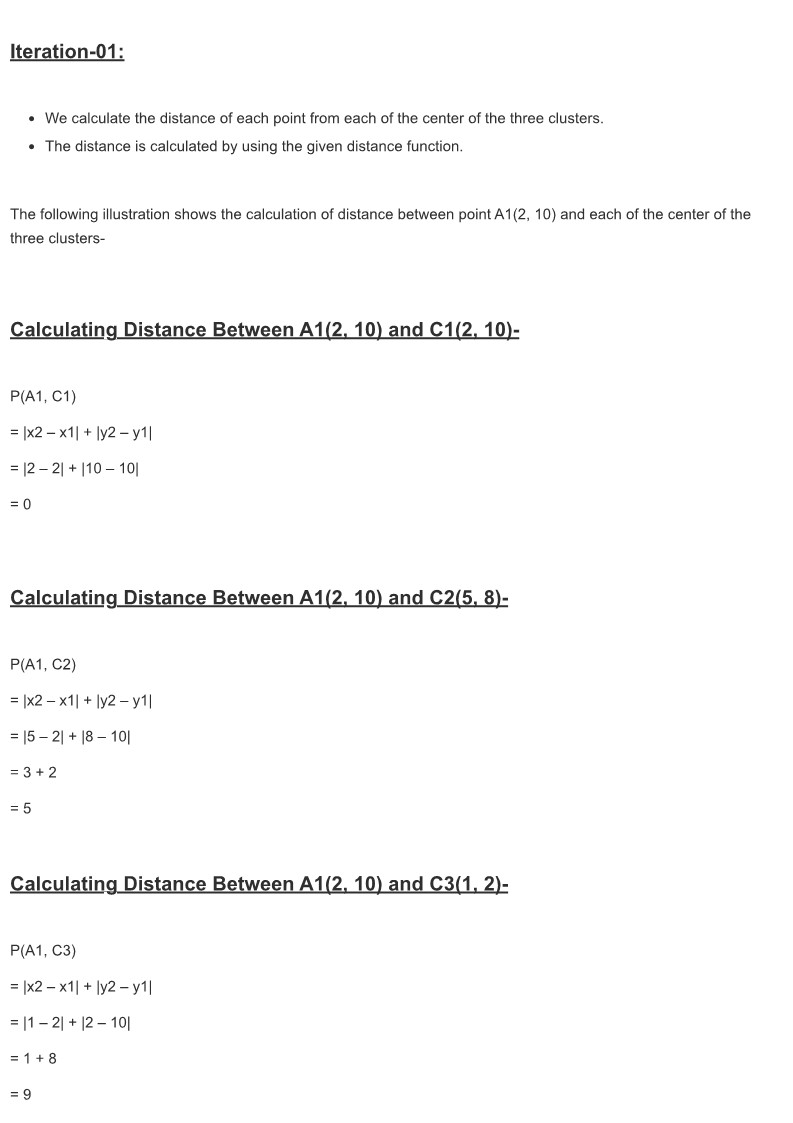 Iteration-01:
• We calculate the distance of each point from each of the center of the three clusters.
• The distance is calculated by using the given distance function.
The following illustration shows the calculation of distance between point A1(2, 10) and each of the center of the
three clusters-
Calculating Distance Between A1(2, 10) and C1(2, 10)-
P(A1, C1)
= |x2 – x1| + |y2 – y1|
= |2 – 2| + |10 – 10|
= 0
Calculating Distance Between A1(2, 10) and C2(5, 8)-
P(A1, C2)
= |x2 – x1| + |y2 – y1|
= |5 – 2| + |8 – 10|
= 3 + 2
= 5
Calculating Distance Between A1(2, 10) and C3(1, 2)-
P(A1, C3)
= |x2 – x1| + |y2 – y1|
= |1 – 2| + |2 – 10|
= 1 + 8
= 9